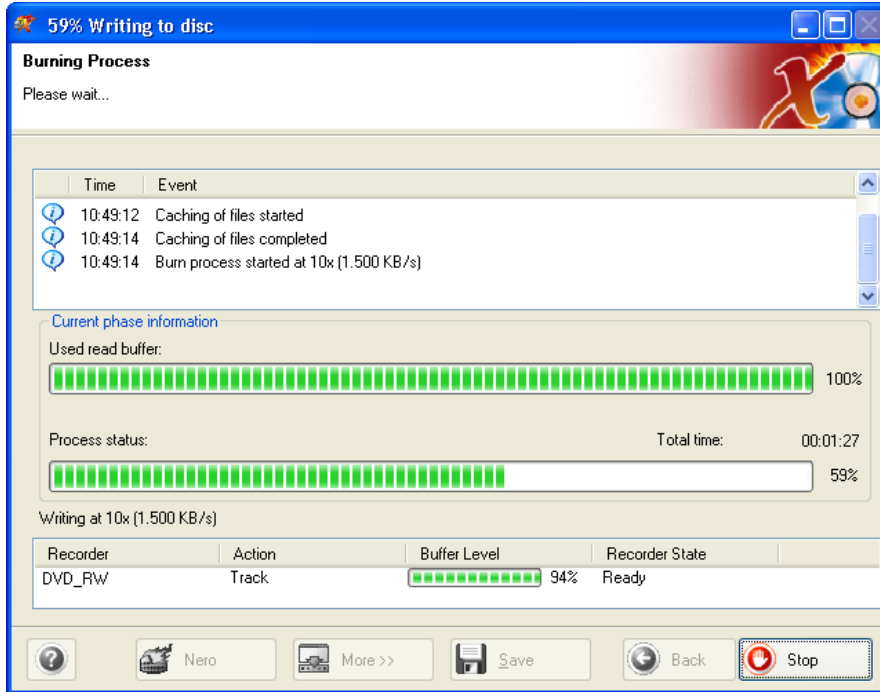 59% Writing to disc
Burning Process
Please wait...
Time Event
10:49:12 Caching of files started
10:49:14 Caching of files completed
10:49:14 Burn process started at 10x (1.500 KB/s)
Current phase information
Used read buffer:
100%
Process status: Total time: 00:01:27
59%
Writing at 10x (1.500 KB/s)
Recorder Action Buffer Level Recorder State
DVD_RW Track 94% Ready
Nero More >> Save Back Stop